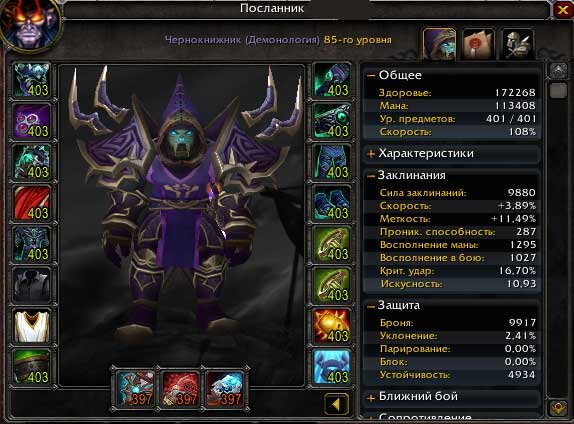 Посланник
Чернокнижник (Демонология) 85-го уровня
403
403
403
403
403
403
403
403
403
403
403
403
403
403
397
397
397
Общее
Здоровье: 172268
Мана: 113408
Ур. предметов: 401 / 401
Скорость: 108%
Характеристики
Заклинания
Сила заклинаний: 9880
Скорость: +3,89%
Меткость: +11,49%
Проник. способность: 287
Восполнение маны: 1295
Восполнение в бою: 1027
Крит. удар: 16,70%
Искусность: 10,93
Защита
Броня: 9917
Уклонение: 2,41%
Парирование: 0,00%
Блок: 0,00%
Устойчивость: 4934
Ближний бой
Сопротивление